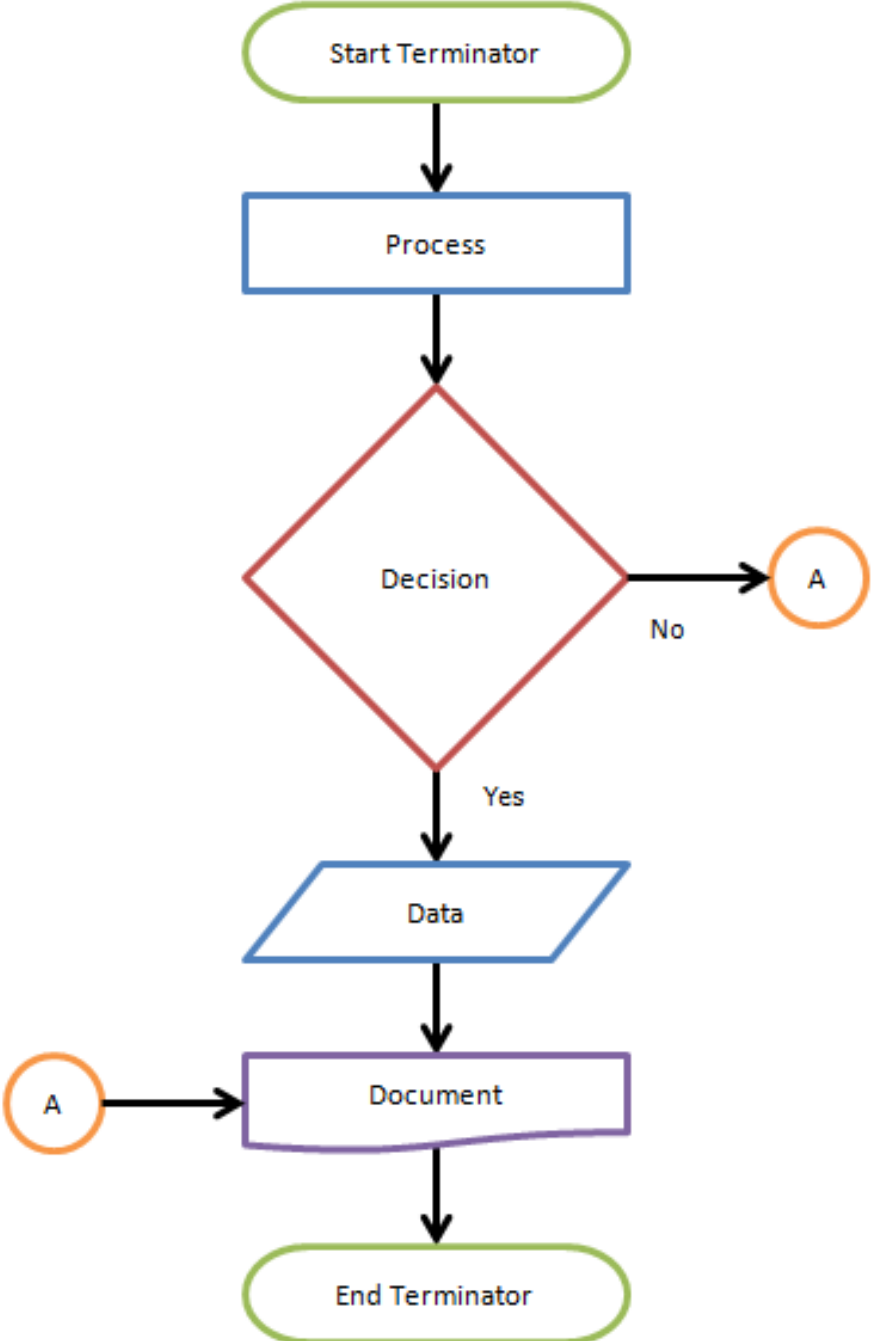 Start Terminator
Process
Decision
A
No
Yes
Data
A
Document
End Terminator